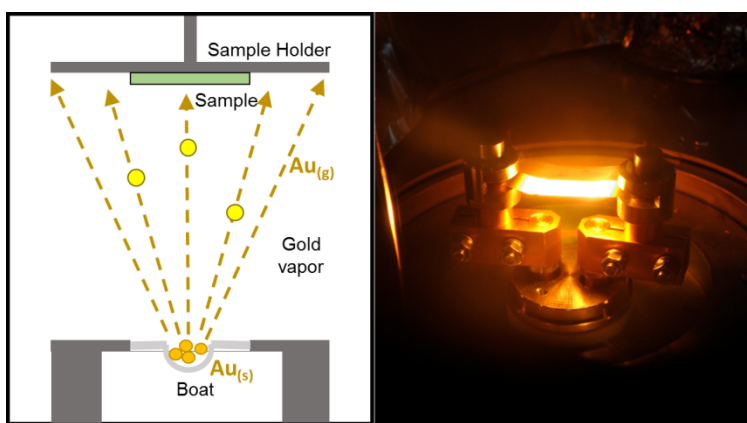 Sample Holder
Sample
Au(g)
Gold
vapor
Au(s)
Boat